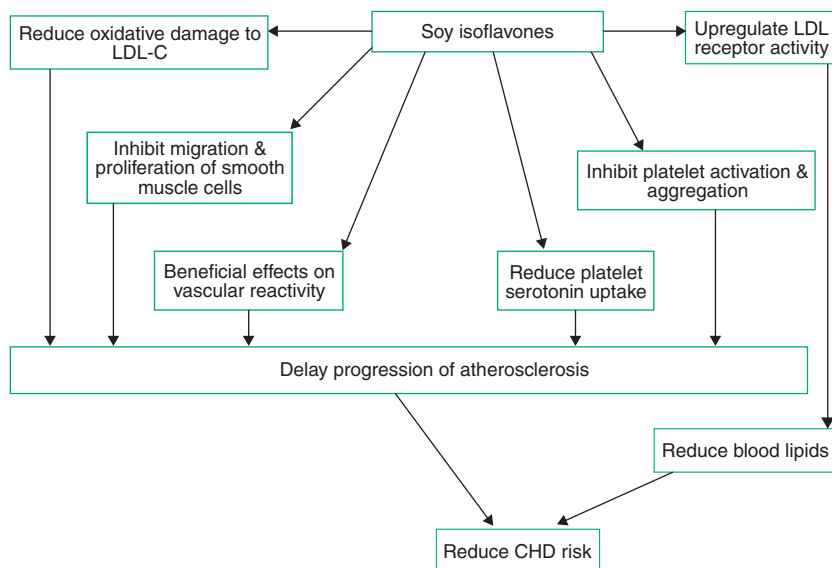 Reduce oxidative damage to
LDL-C
Soy isoflavones
Upregulate LDL
receptor activity
Inhibit migration &
proliferation of smooth
muscle cells
Inhibit platelet activation &
aggregation
Beneficial effects on
vascular reactivity
Reduce platelet
serotonin uptake
Delay progression of atherosclerosis
Reduce blood lipids
Reduce CHD risk